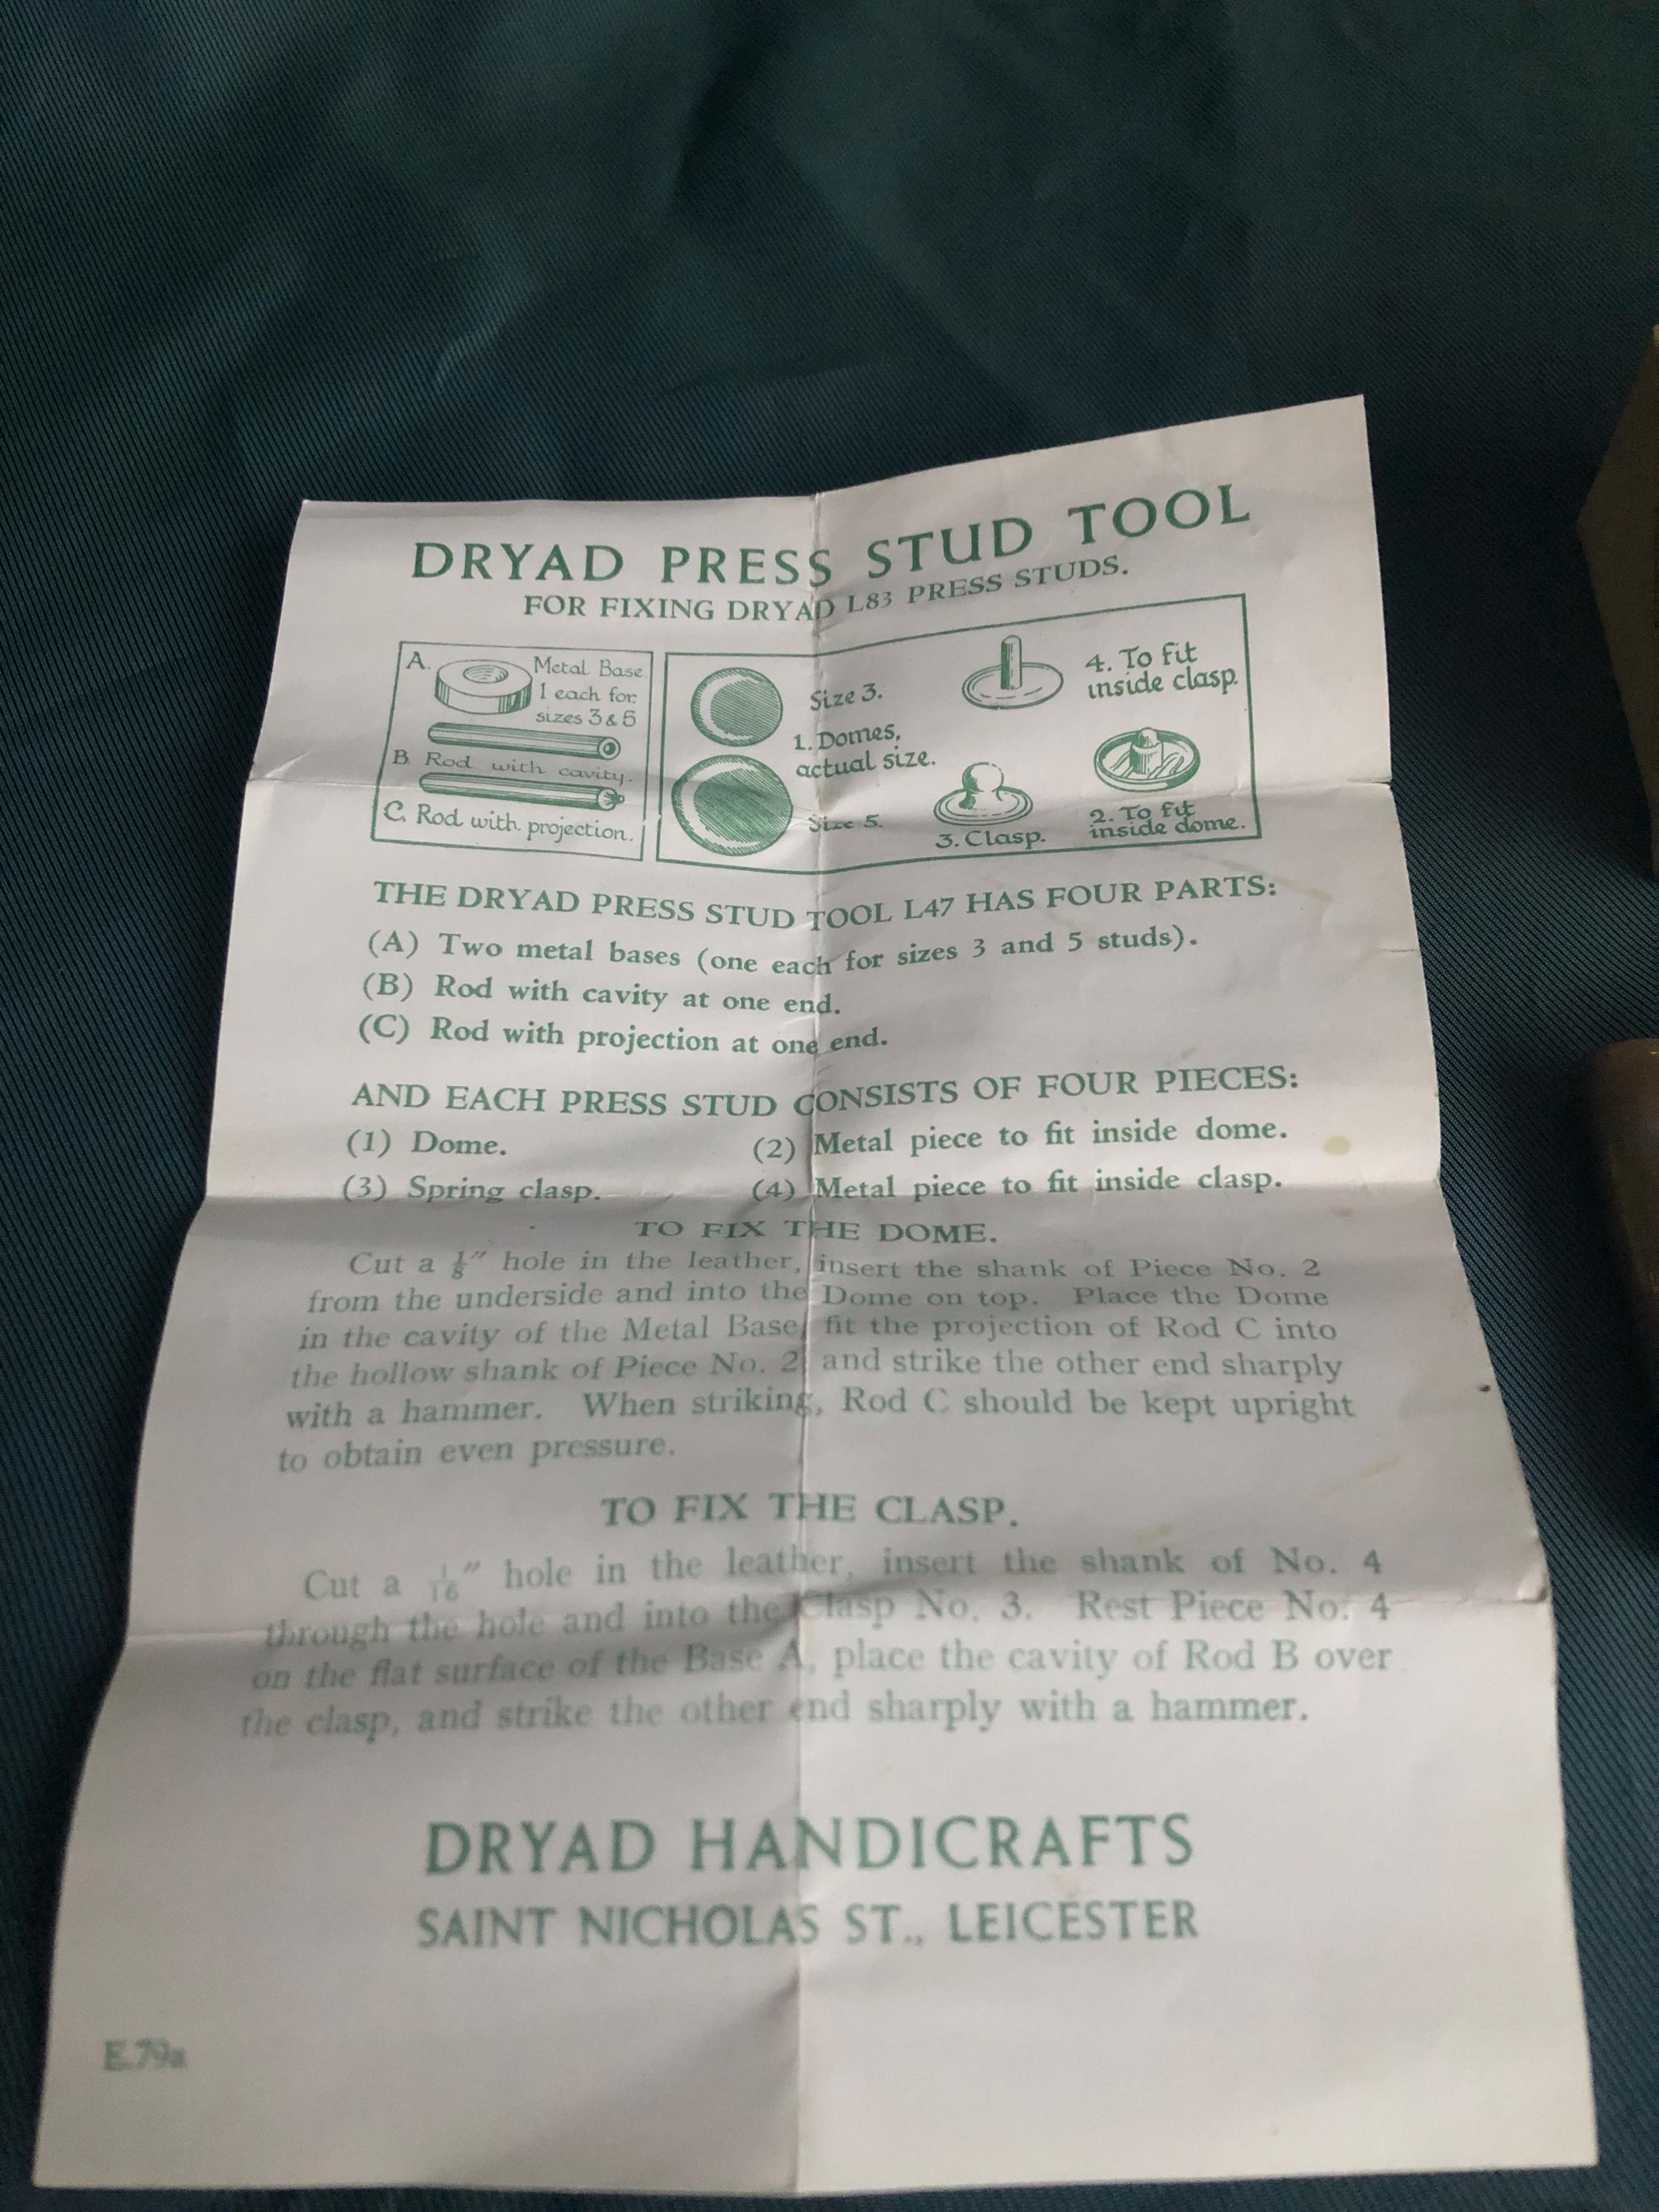 DRYAD PRESS STUD TOOL
FOR FIXING DRYAD L83 PRESS STUDS.
A.
Metal Base
1 each for
sizes 3 & 5
B. Rod with cavity.
C. Rod with projection.
Size 3.
1. Domes,
actual size.
Size 5.
4. To fit
inside clasp.
3. Clasp.
2. To fit
inside dome.
THE DRYAD PRESS STUD TOOL L47 HAS FOUR PARTS:
(A) Two metal bases (one each for sizes 3 and 5 studs).
(B) Rod with cavity at one end.
(C) Rod with projection at one end.
AND EACH PRESS STUD CONSISTS OF FOUR PIECES:
(1) Dome. (2) Metal piece to fit inside dome.
(3) Spring clasp. (4) Metal piece to fit inside clasp.
TO FIX THE DOME.
Cut a 1/8″ hole in the leather, insert the shank of Piece No. 2
from the underside and into the Dome on top. Place the Dome
in the cavity of the Metal Base, fit the projection of Rod C into
the hollow shank of Piece No. 2, and strike the other end sharply
with a hammer. When striking, Rod C should be kept upright
to obtain even pressure.
TO FIX THE CLASP.
Cut a 1/16″ hole in the leather, insert the shank of No. 4
through the hole and into the Clasp No. 3. Rest Piece No. 4
on the flat surface of the Base A, place the cavity of Rod B over
the clasp, and strike the other end sharply with a hammer.
DRYAD HANDICRAFTS
SAINT NICHOLAS ST., LEICESTER
E.79a